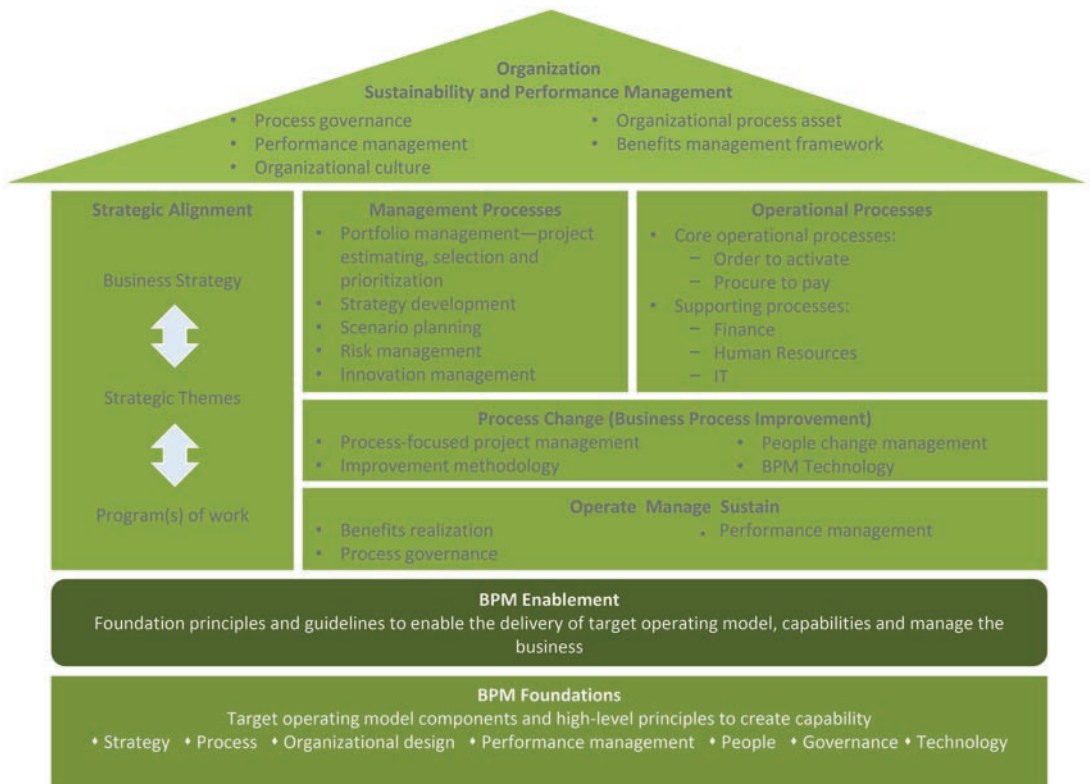 Organization
Sustainability and Performance Management
• Process governance
• Performance management
• Organizational culture
• Organizational process asset
• Benefits management framework
Strategic Alignment
Business Strategy
Strategic Themes
Program(s) of work
Management Processes
• Portfolio management—project
estimating, selection and
prioritization
• Strategy development
• Scenario planning
• Risk management
• Innovation management
Operational Processes
• Core operational processes:
– Order to activate
– Procure to pay
• Supporting processes:
– Finance
– Human Resources
– IT
Process Change (Business Process Improvement)
• Process-focused project management
• Improvement methodology
• People change management
• BPM Technology
Operate Manage Sustain
• Benefits realization
• Process governance
• Performance management
BPM Enablement
Foundation principles and guidelines to enable the delivery of target operating model, capabilities and manage the
business
BPM Foundations
Target operating model components and high-level principles to create capability
♦ Strategy ♦ Process ♦ Organizational design ♦ Performance management ♦ People ♦ Governance ♦ Technology